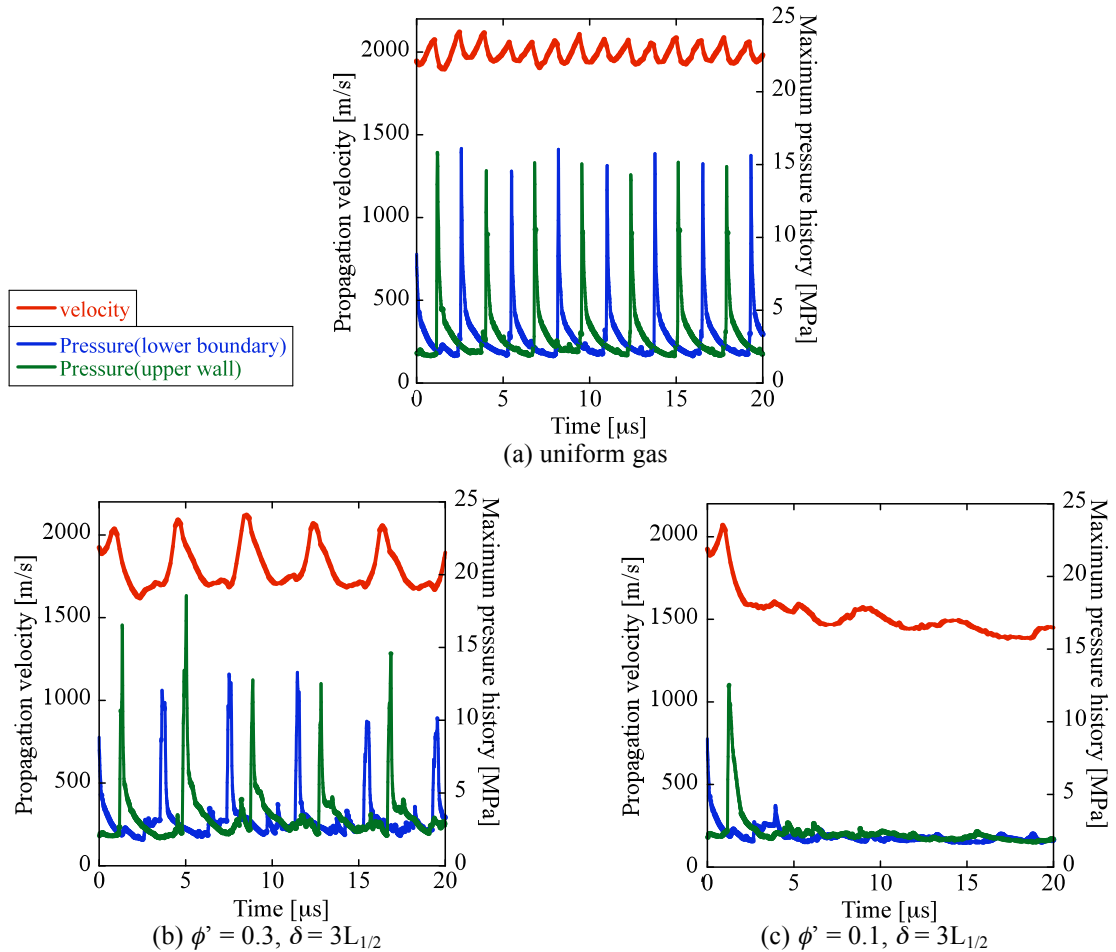 2000
1500
1000
500
0
Propagation velocity [m/s]
25
20
15
10
5
0
Maximum pressure history [MPa]
0 5 10 15 20
Time [μs]
(a) uniform gas
velocity
Pressure(lower boundary)
Pressure(upper wall)
2000
1500
1000
500
0
Propagation velocity [m/s]
25
20
15
10
5
0
Maximum pressure history [MPa]
0 5 10 15 20
Time [μs]
(b) ϕ' = 0.3, δ = 3L1/2
2000
1500
1000
500
0
Propagation velocity [m/s]
25
20
15
10
5
0
Maximum pressure history [MPa]
0 5 10 15 20
Time [μs]
(c) ϕ' = 0.1, δ = 3L1/2